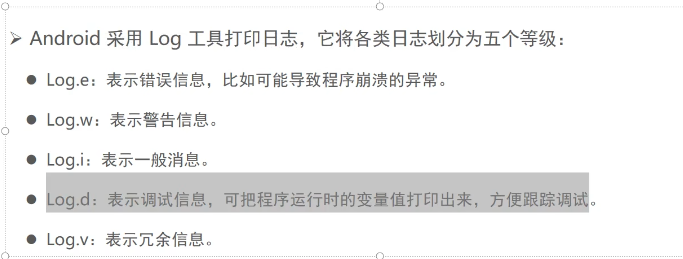 ➢ Android 采用 Log 工具打印日志，它将各类日志划分为五个等级：
● Log.e：表示错误信息，比如可能导致程序崩溃的异常。
● Log.w：表示警告信息。
● Log.i：表示一般消息。
● Log.d：表示调试信息，可把程序运行时的变量值打印出来，方便跟踪调试。
● Log.v：表示冗余信息。